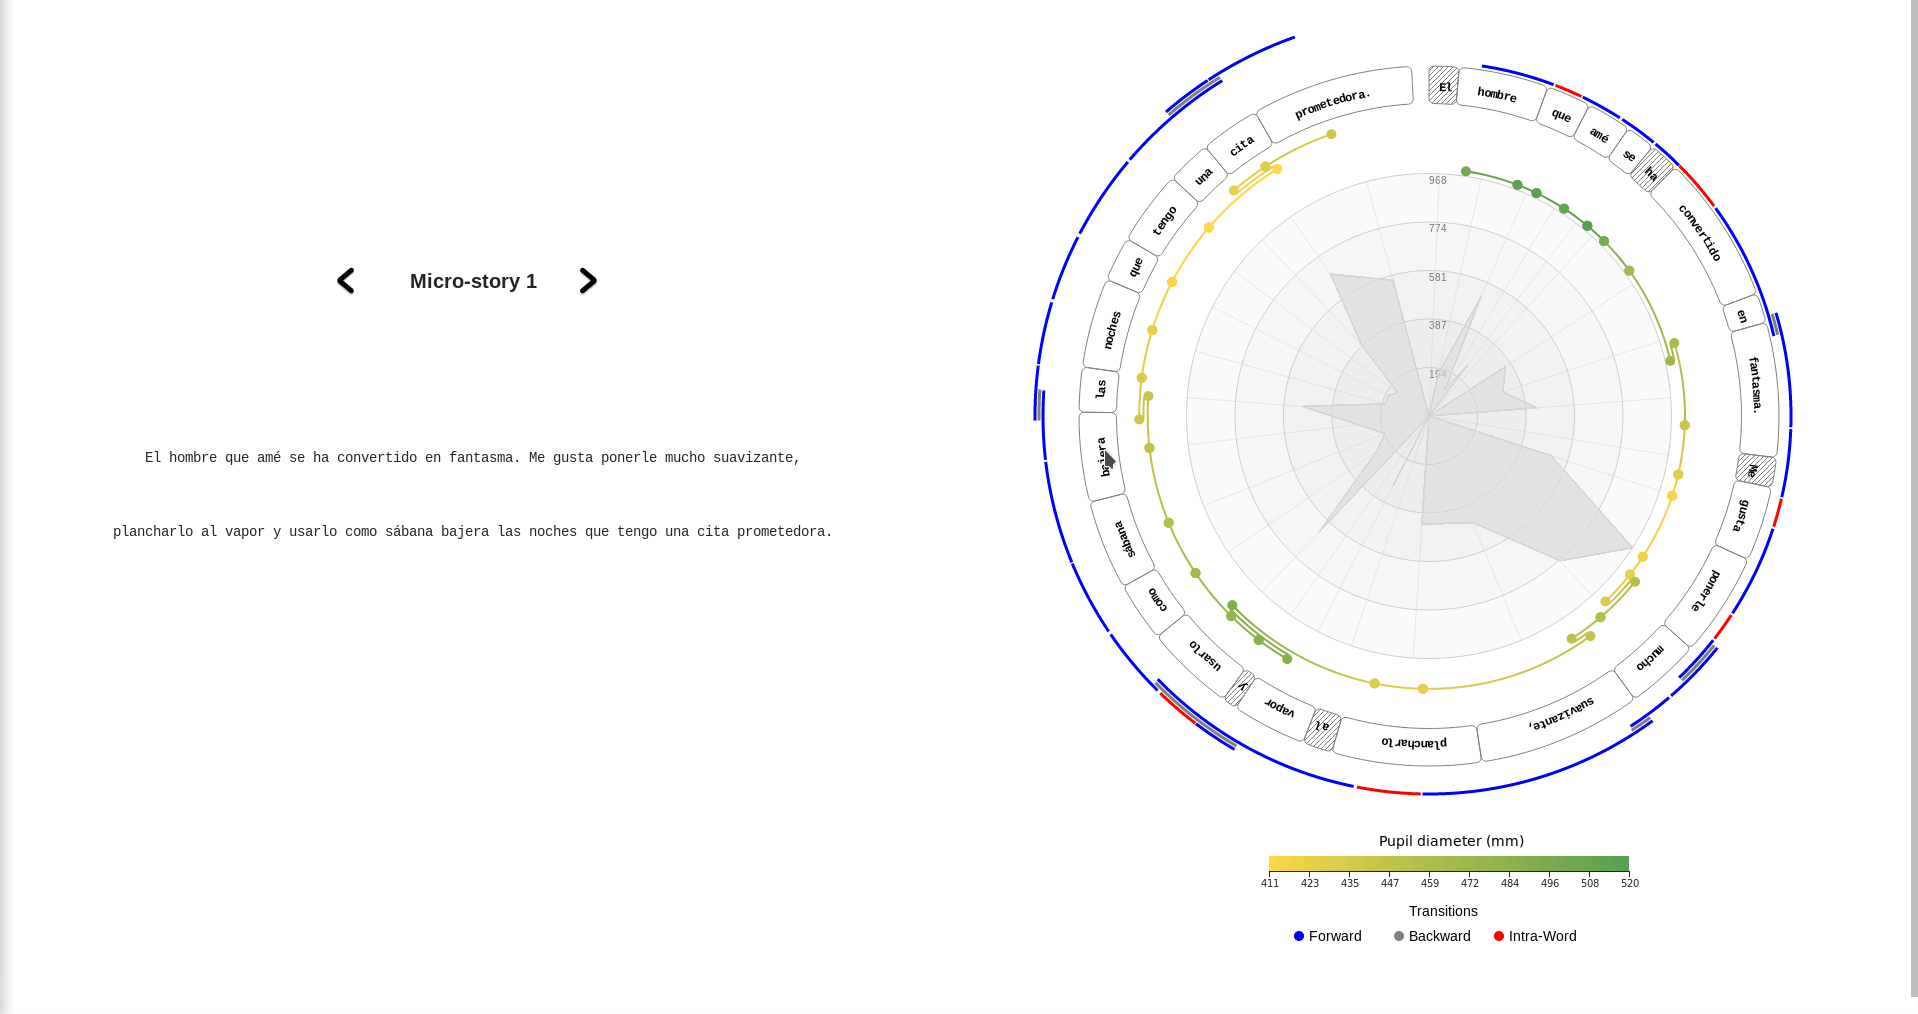 Micro-story 1
El hombre que amé se ha convertido en fantasma. Me gusta ponerle mucho suavizante,
plancharlo al vapor y usarlo como sábana bajera las noches que tengo una cita prometedora.
El
hombre
que
amé
se
ha
convertido
en
fantasma.
Me
gusta
ponerle
mucho
suavizante,
plancharlo
al
vapor
y
usarlo
como
sábana
bajera
las
noches
que
tengo
una
cita
prometedora.
968
774
581
387
194
Pupil diameter (mm)
411 423 435 447 459 472 484 496 508 520
Transitions
Forward Backward Intra-Word